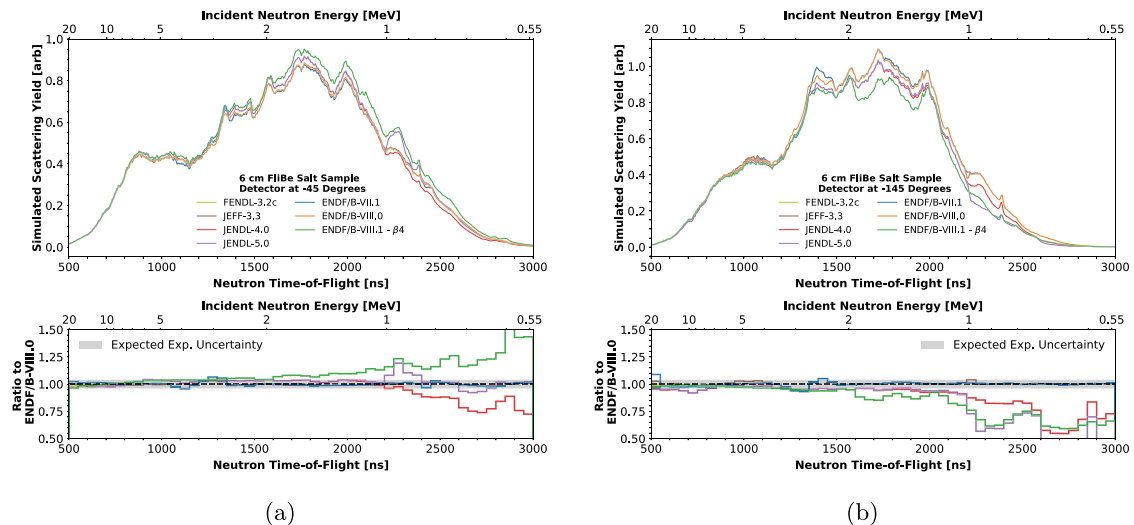 Incident Neutron Energy [MeV]
20 10 5 2 1 0.55
Simulated Scattering Yield [arb]
1.0
0.8
0.6
0.4
0.2
0.0
6 cm FliBe Salt Sample
Detector at -45 Degrees
FENDL-3.2c
JEFF-3.3
JENDL-4.0
JENDL-5.0
ENDF/B-VII.1
ENDF/B-VIII.0
ENDF/B-VIII.1 - β4
500 1000 1500 2000 2500 3000
Neutron Time-of-Flight [ns]
Incident Neutron Energy [MeV]
20 10 5 2 1 0.55
Ratio to
ENDF/B-VIII.0
1.50
1.25
1.00
0.75
0.50
Expected Exp. Uncertainty
500 1000 1500 2000 2500 3000
Neutron Time-of-Flight [ns]
(a)
Incident Neutron Energy [MeV]
20 10 5 2 1 0.55
Simulated Scattering Yield [arb]
1.0
0.8
0.6
0.4
0.2
0.0
6 cm FliBe Salt Sample
Detector at -145 Degrees
FENDL-3.2c
JEFF-3.3
JENDL-4.0
JENDL-5.0
ENDF/B-VII.1
ENDF/B-VIII.0
ENDF/B-VIII.1 - β4
500 1000 1500 2000 2500 3000
Neutron Time-of-Flight [ns]
Incident Neutron Energy [MeV]
20 10 5 2 1 0.55
Ratio to
ENDF/B-VIII.0
1.50
1.25
1.00
0.75
0.50
Expected Exp. Uncertainty
500 1000 1500 2000 2500 3000
Neutron Time-of-Flight [ns]
(b)